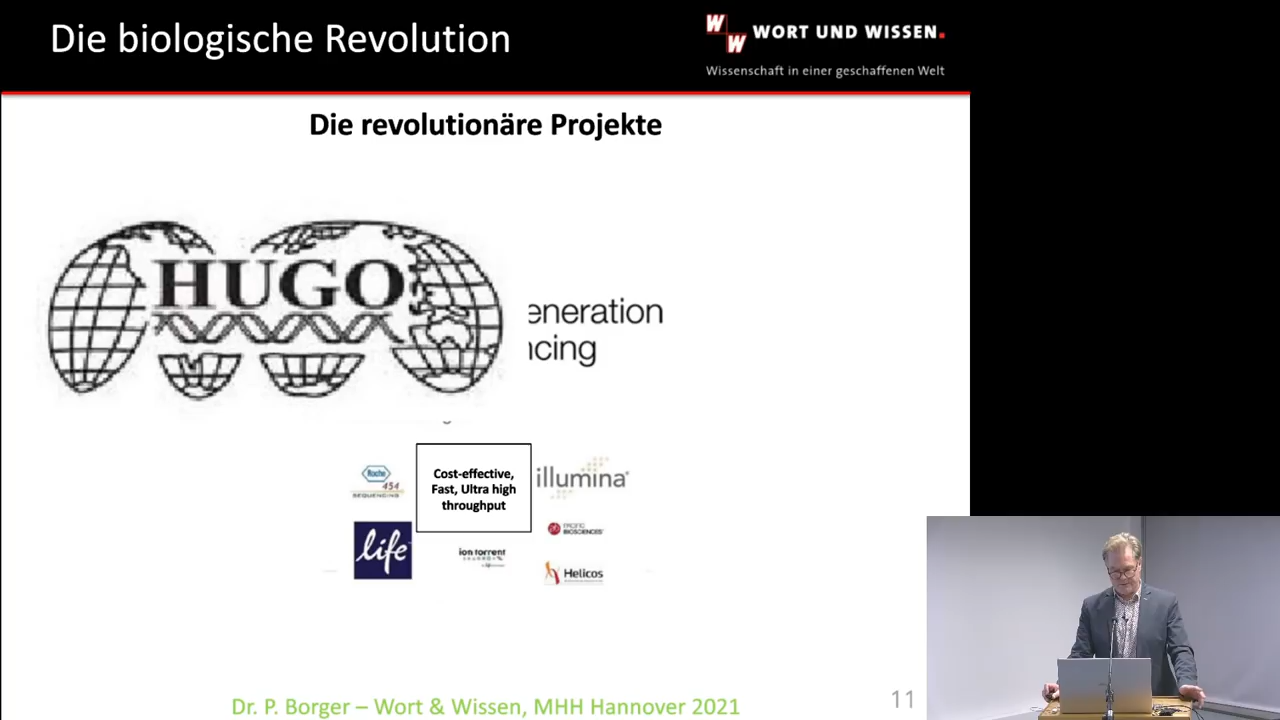 Die biologische Revolution
W W WORT UND WISSEN.
Wissenschaft in einer geschaffenen Welt
Die revolutionäre Projekte
HUGO
eneration
cing
Roche
454
SEQUENCING
Cost-effective,
Fast, Ultra high
throughput
illumina
life
ion torrent
PACIFIC
BIOSCIENCES
Helicos
Dr. P. Borger – Wort & Wissen, MHH Hannover 2021
11